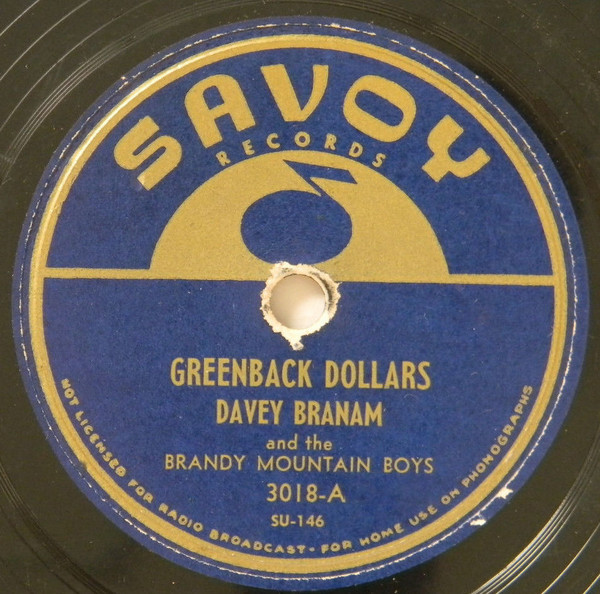 SAVOY
RECORDS
GREENBACK DOLLARS
DAVEY BRANAM
and the
BRANDY MOUNTAIN BOYS
3018-A
SU-146
NOT LICENSED FOR RADIO BROADCAST • FOR HOME USE ON PHONOGRAPHS